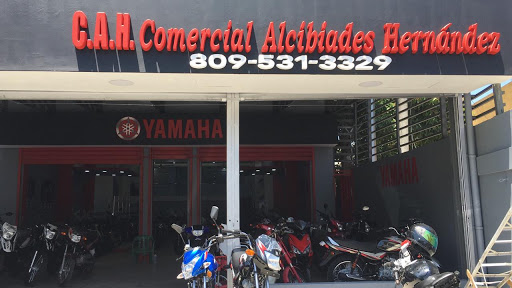 C.A.H. Comercial Alcibiades Hernández
809-531-3329
YAMAHA
YAMAHA